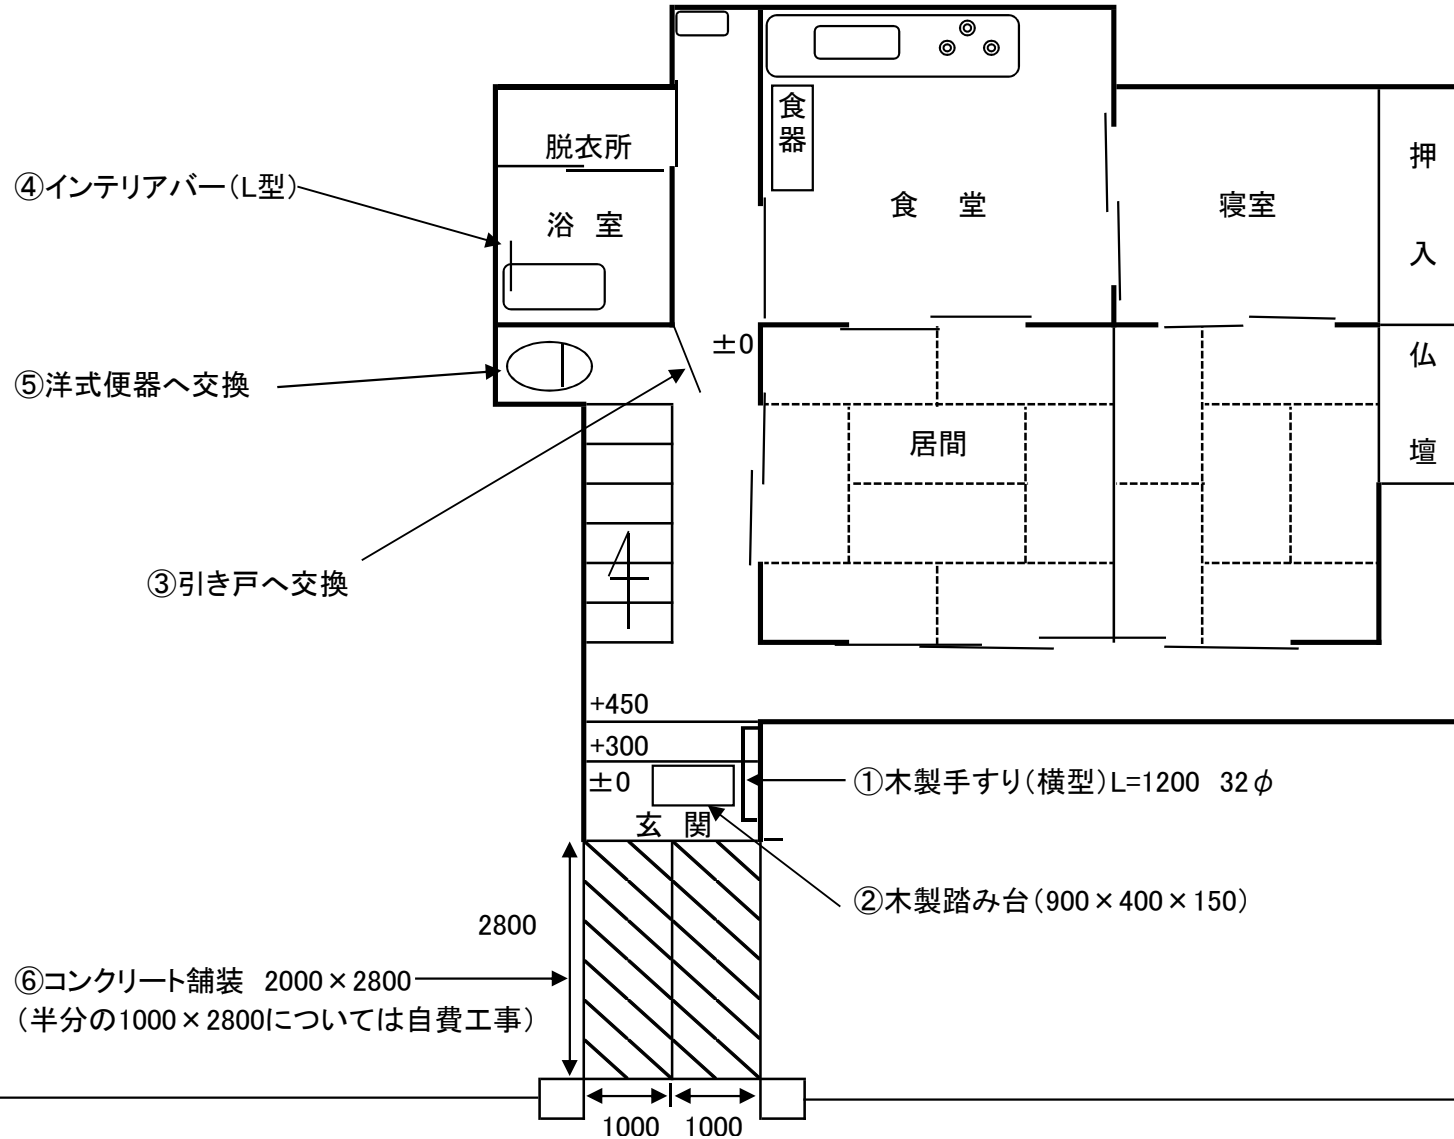 食
器
脱衣所
押
④インテリアバー(L型)
食 堂
寝室
浴 室
入
±0
仏
⑤洋式便器へ交換
居間
壇
③引き戸へ交換
+450
+300
±0
①木製手すり(横型)L=1200 32φ
玄 関
②木製踏み台(900×400×150)
2800
⑥コンクリート舗装 2000×2800
(半分の1000×2800については自費工事)
1000 1000